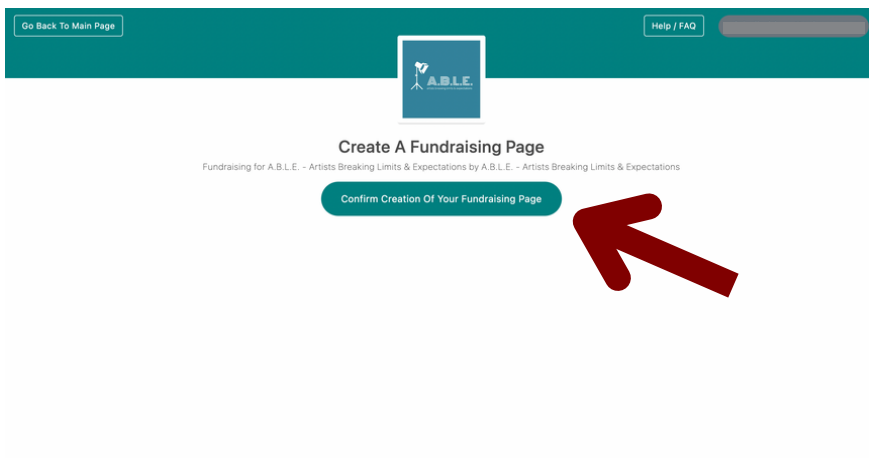 Go Back To Main Page
Help / FAQ
A.B.L.E.
Create A Fundraising Page
Fundraising for A.B.L.E. - Artists Breaking Limits & Expectations by A.B.L.E. - Artists Breaking Limits & Expectations
Confirm Creation Of Your Fundraising Page